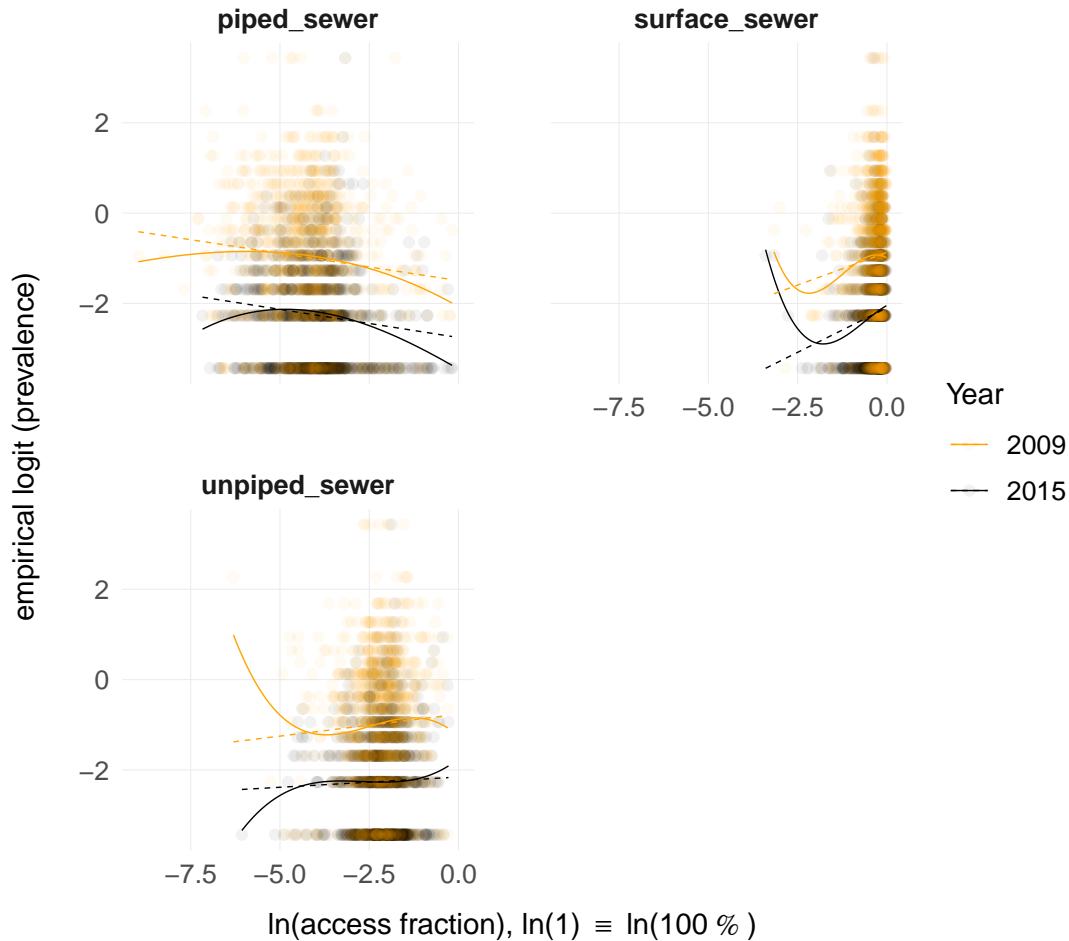 piped_sewer
surface_sewer
2
0
−2
−7.5 −5.0 −2.5 0.0
Year
2009
2015
empirical logit (prevalence)
unpiped_sewer
2
0
−2
−7.5 −5.0 −2.5 0.0
ln(access fraction), ln(1) ≡ ln(100 % )